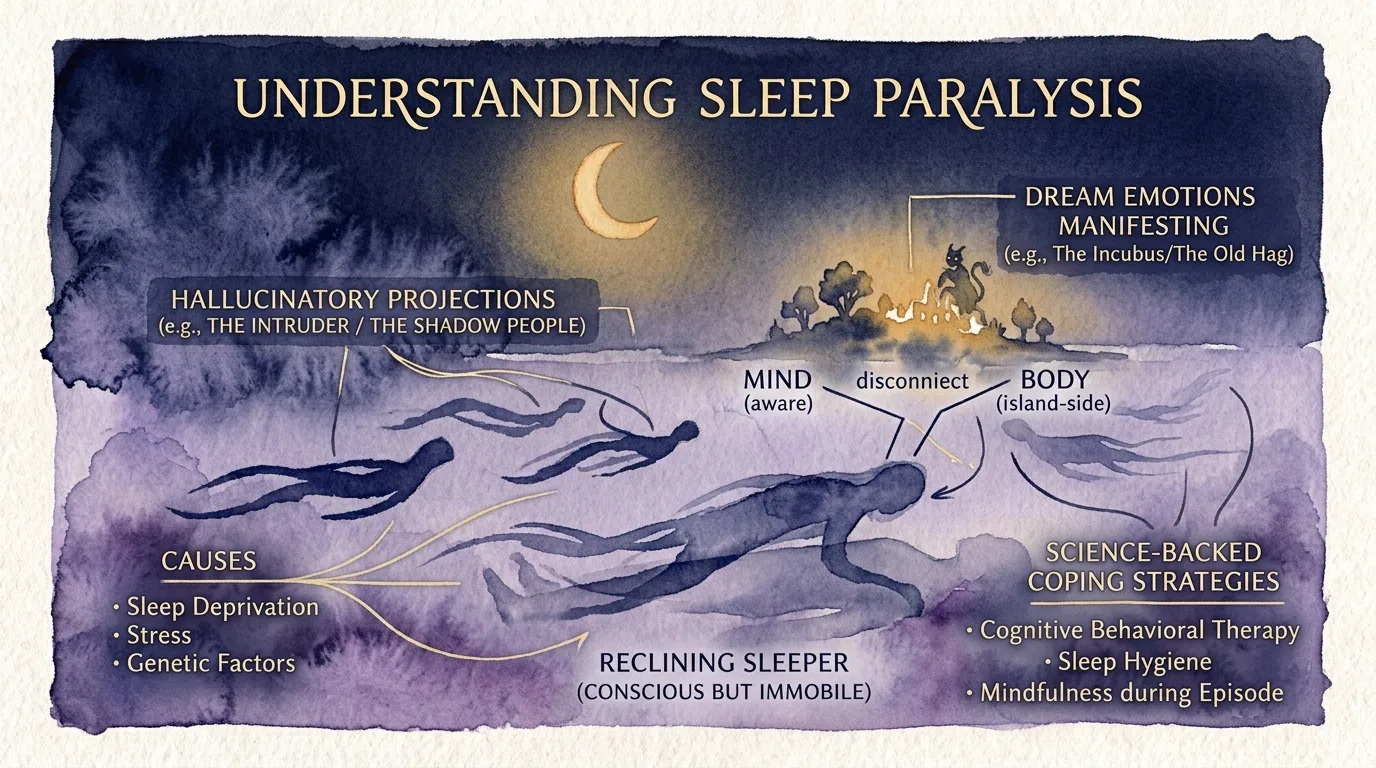 UNDERSTANDING SLEEP PARALYSIS
DREAM EMOTIONS
MANIFESTING
(e.g., The Incubus/The Old Hag)
HALLUCINATORY PROJECTIONS
(e.g., THE INTRUDER / THE SHADOW PEOPLE)
MIND
(aware)
disconniect
BODY
(island-side)
CAUSES
• Sleep Deprivation
• Stress
• Genetic Factors
RECLINING SLEEPER
(CONSCIOUS BUT IMMOBILE)
SCIENCE-BACKED
COPING STRATEGIES
• Cognitive Behavioral Therapy
• Sleep Hygiene
• Mindfulness during Episode